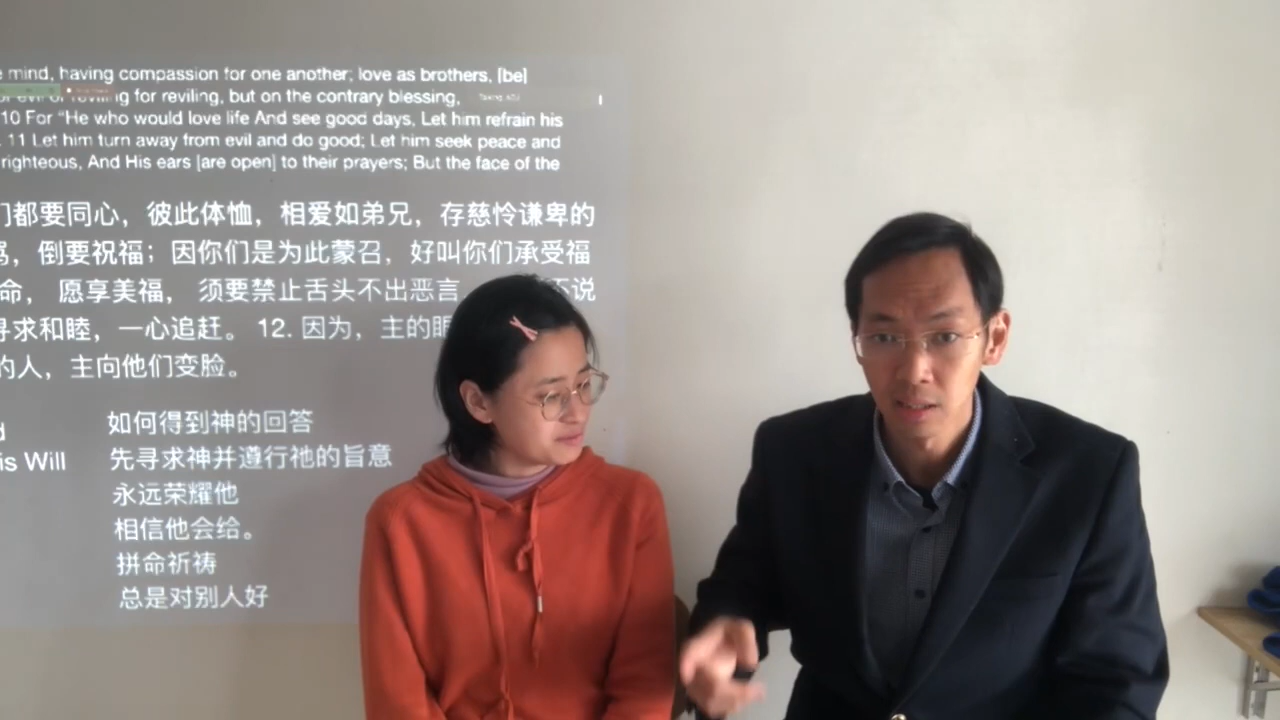 mind, having compassion for one another; love as brothers, [be]
for reviling, but on the contrary blessing,
10 For "He who would love life And see good days, Let him refrain his
11 Let him turn away from evil and do good; Let him seek peace and
righteous, And His ears [are open] to their prayers; But the face of the
们都要同心，彼此体恤，相爱如弟兄，存慈怜谦卑的
骂，倒要祝福；因你们是为此蒙召，好叫你们承受福
命， 愿享美福， 须要禁止舌头不出恶言 不说
寻求和睦，一心追赶。 12. 因为，主的眼
的人，主向他们变脸。
如何得到神的回答
is Will 先寻求神并遵行祂的旨意
永远荣耀他
相信他会给。
拼命祈祷
总是对别人好